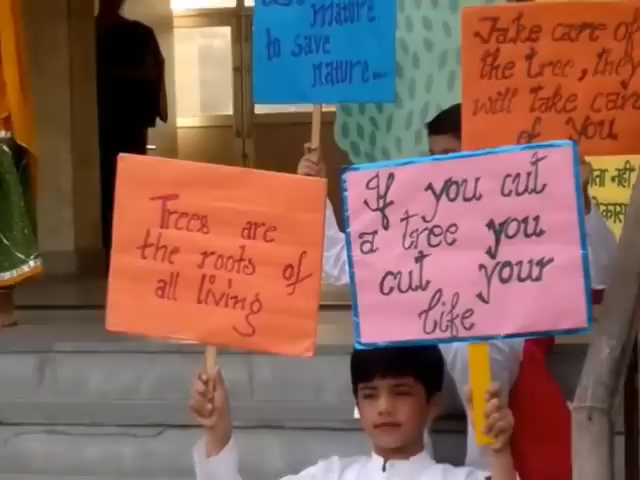 mature
to save
nature...
Take care of
the tree, they
will take care
of you
Trees are
the roots of
all living
If you cut
a tree you
cut your
life
नहीं